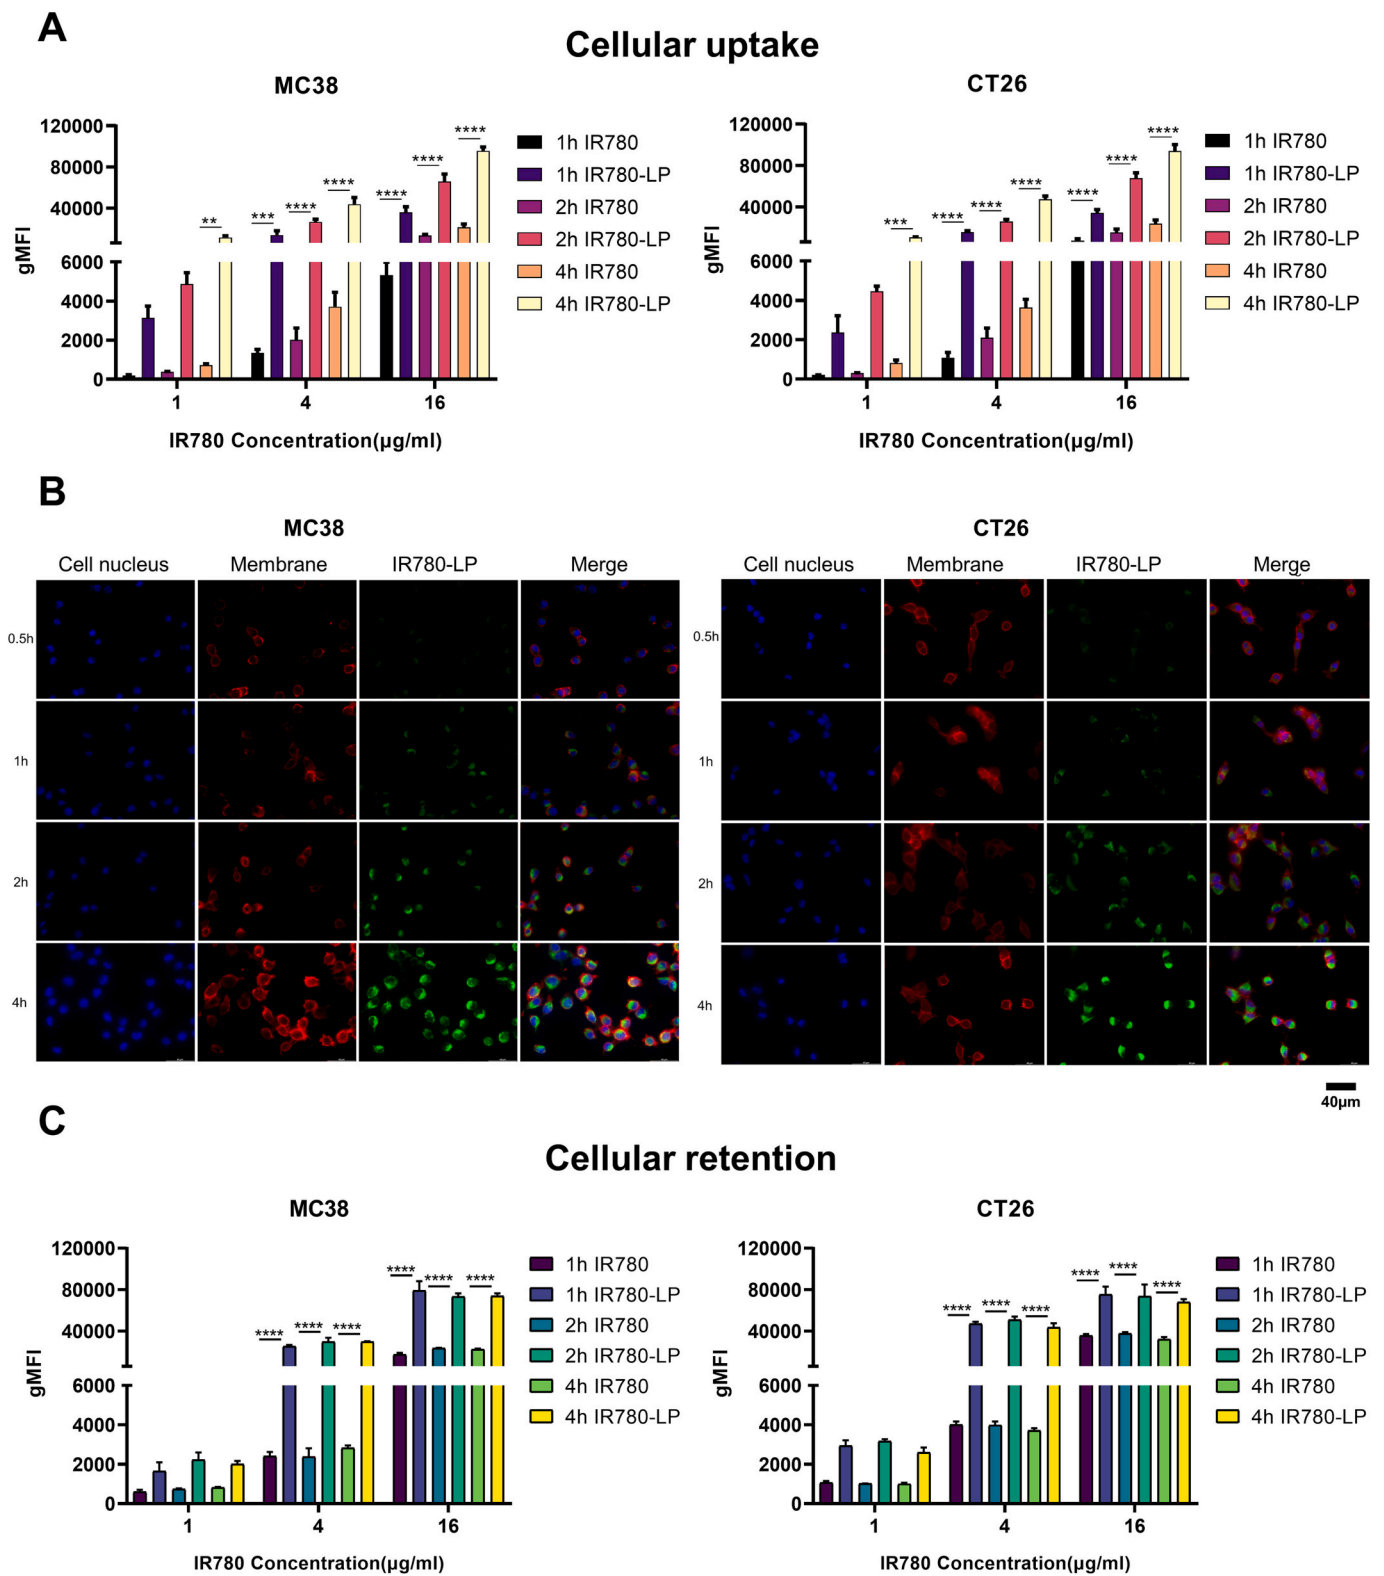 A
Cellular uptake
MC38
120000
80000
40000
6000
4000
2000
0
gMFI
** *** **** **** **** **** ****
1 4 16
IR780 Concentration(µg/ml)
1h IR780
1h IR780-LP
2h IR780
2h IR780-LP
4h IR780
4h IR780-LP
CT26
120000
80000
40000
6000
4000
2000
0
gMFI
*** **** **** **** **** **** ****
1 4 16
IR780 Concentration(µg/ml)
1h IR780
1h IR780-LP
2h IR780
2h IR780-LP
4h IR780
4h IR780-LP
B
MC38
Cell nucleus Membrane IR780-LP Merge
0.5h
1h
2h
4h
CT26
Cell nucleus Membrane IR780-LP Merge
0.5h
1h
2h
4h
40µm
C
Cellular retention
MC38
120000
80000
40000
6000
4000
2000
0
gMFI
**** **** **** **** **** ****
1 4 16
IR780 Concentration(µg/ml)
1h IR780
1h IR780-LP
2h IR780
2h IR780-LP
4h IR780
4h IR780-LP
CT26
120000
80000
40000
6000
4000
2000
0
gMFI
**** **** **** **** **** ****
1 4 16
IR780 Concentration(µg/ml)
1h IR780
1h IR780-LP
2h IR780
2h IR780-LP
4h IR780
4h IR780-LP